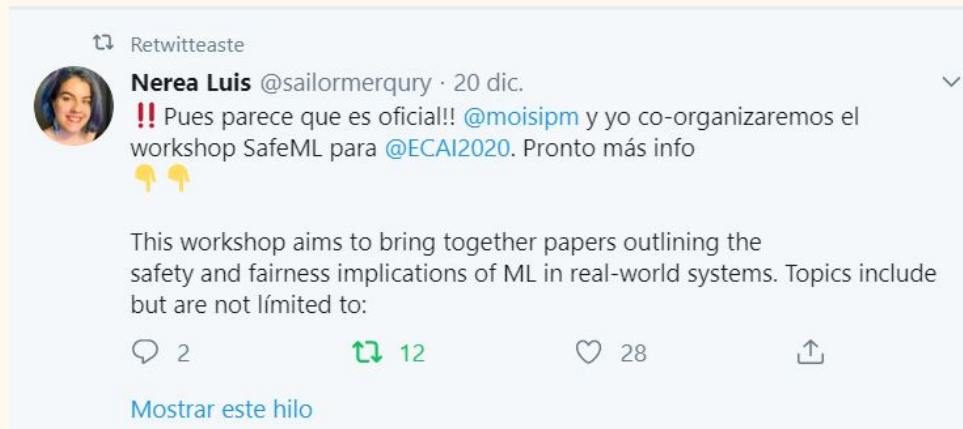 Retwitteaste
Nerea Luis @sailormerqury · 20 dic.
‼️ Pues parece que es oficial!! @moisipm y yo co-organizaremos el
workshop SafeML para @ECAI2020. Pronto más info
👇 👇
This workshop aims to bring together papers outlining the
safety and fairness implications of ML in real-world systems. Topics include
but are not límited to:
2 12 28
Mostrar este hilo